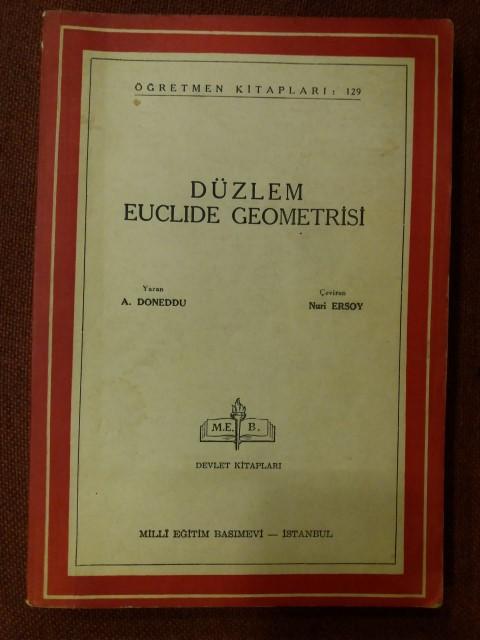 ÖĞRETMEN KİTAPLARI: 129
DÜZLEM
EUCLIDE GEOMETRİSİ
Yazan
A. DONEDDU
Çeviren
Nuri ERSOY
M.E. B.
DEVLET KİTAPLARI
MİLLÎ EĞİTİM BASIMEVİ — İSTANBUL